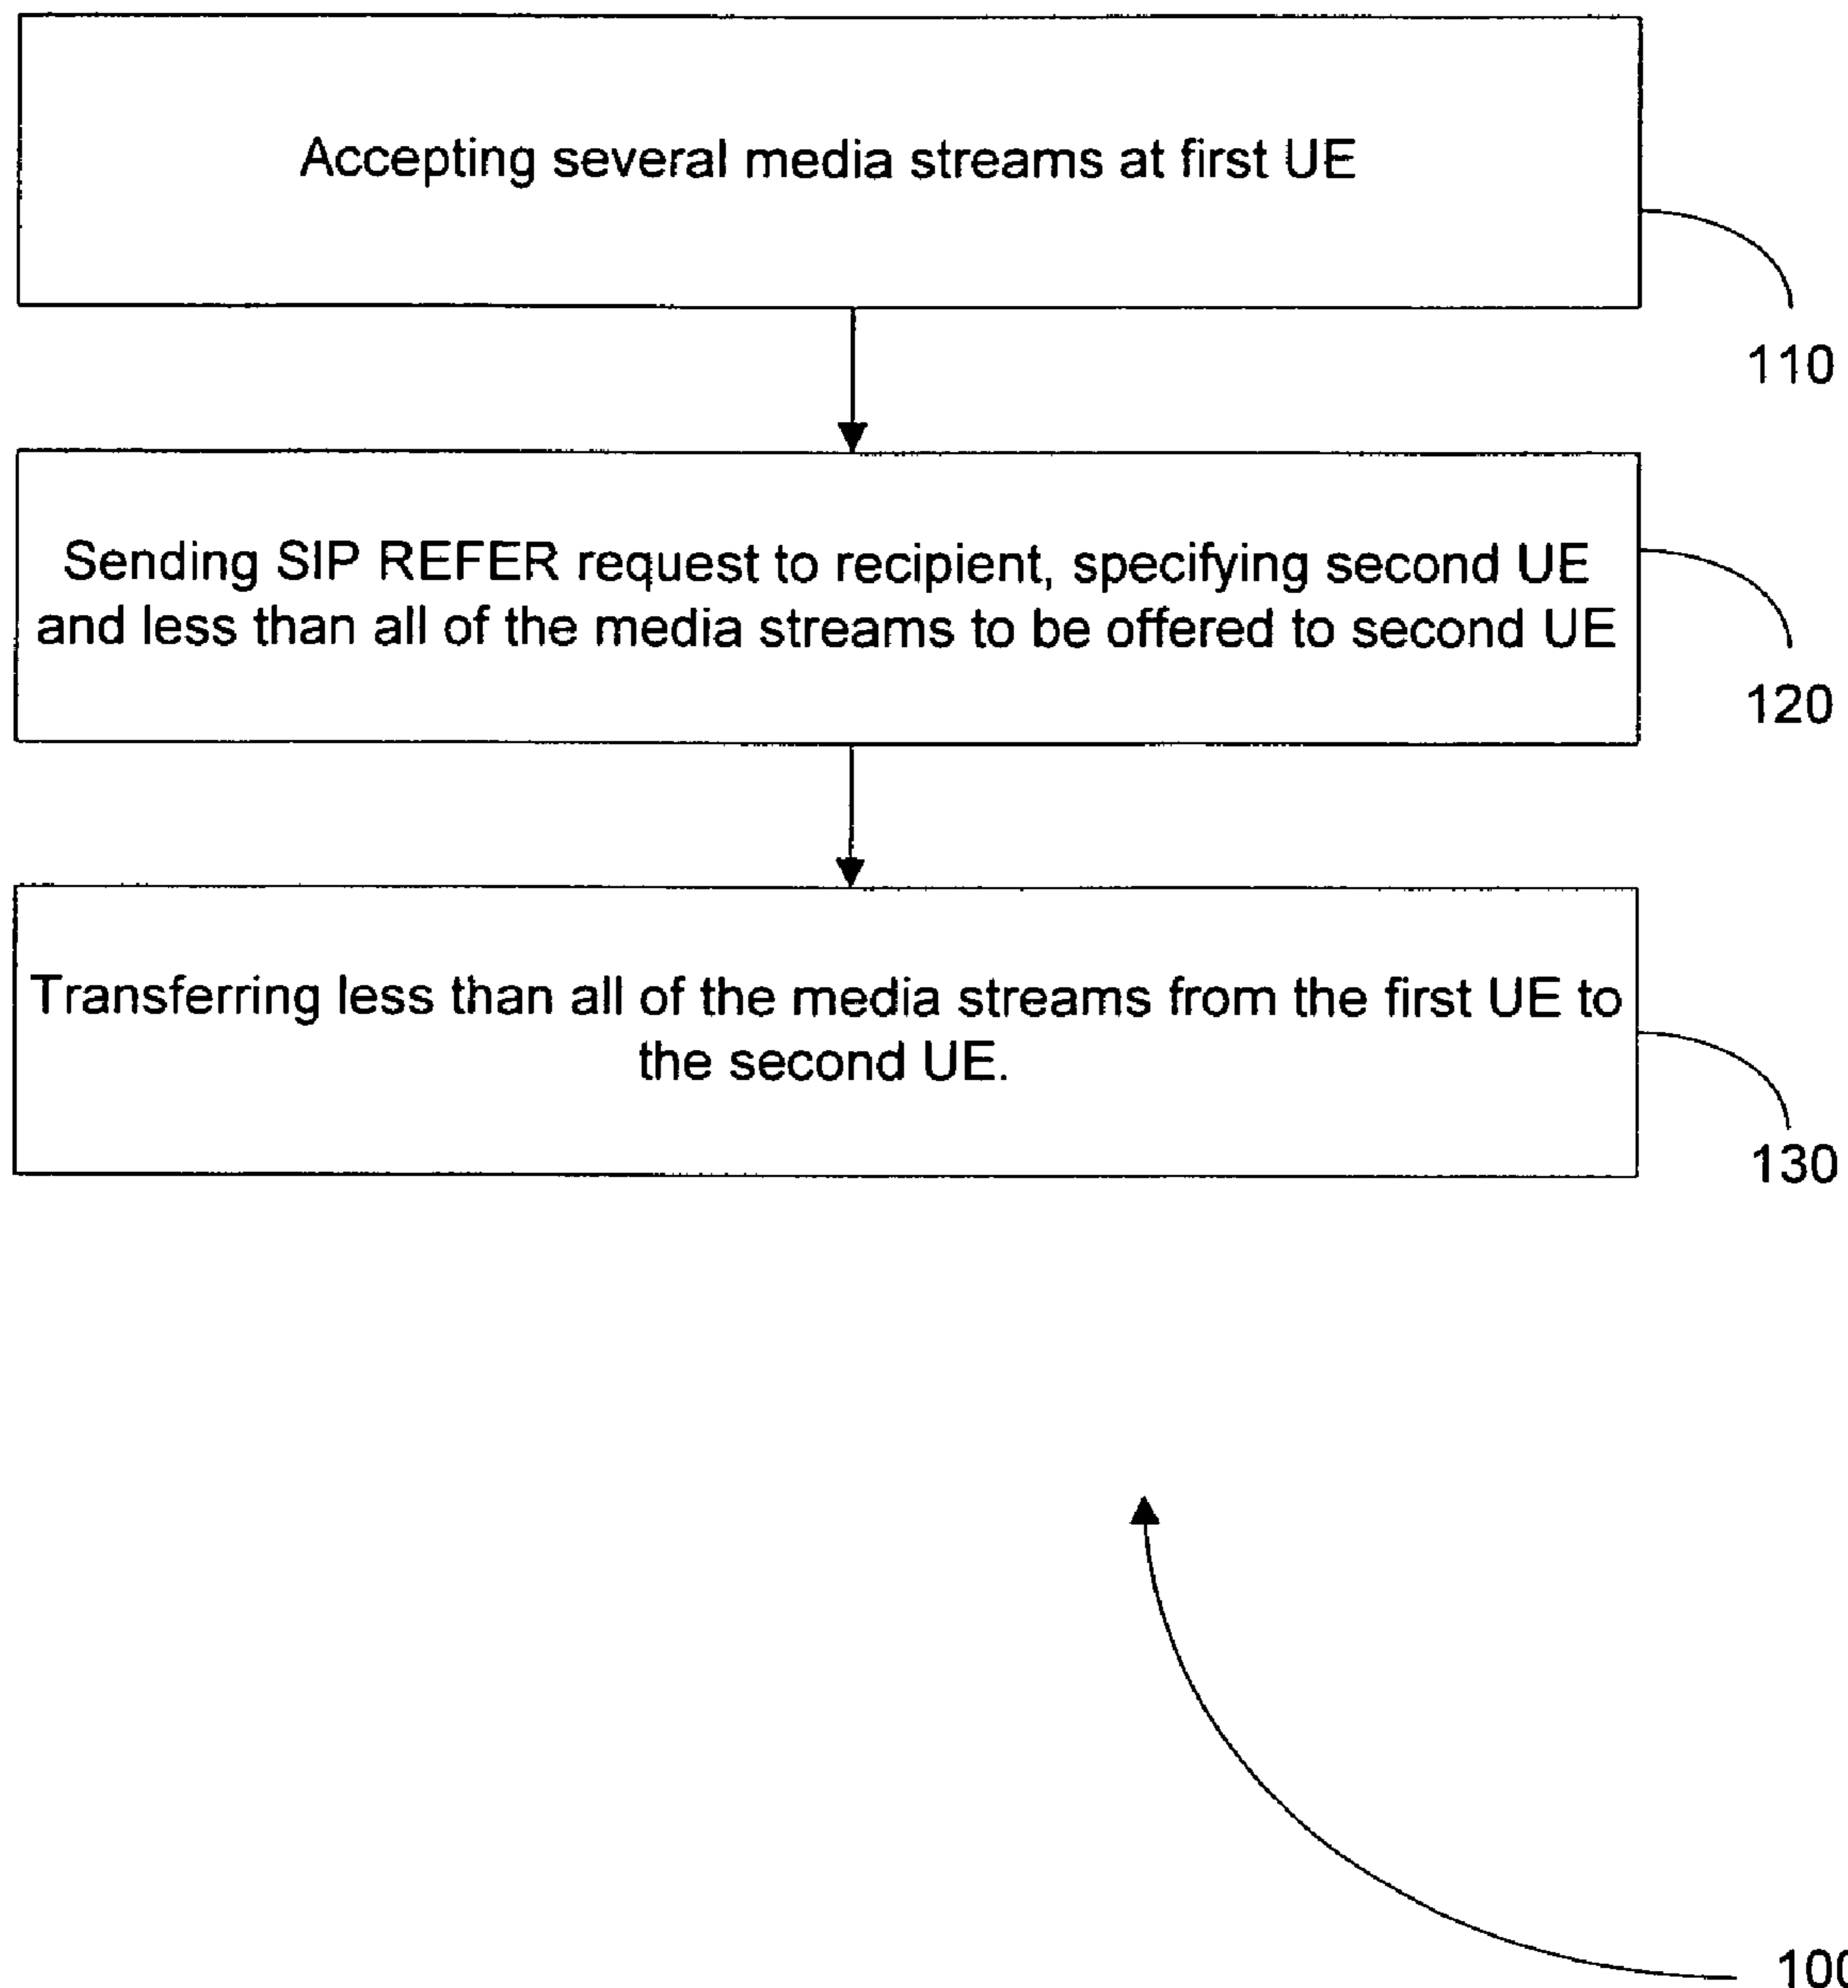 Accepting several media streams at first UE
110
Sending SIP REFER request to recipient, specifying second UE
and less than all of the media streams to be offered to second UE
120
Transferring less than all of the media streams from the first UE to
the second UE.
130
100